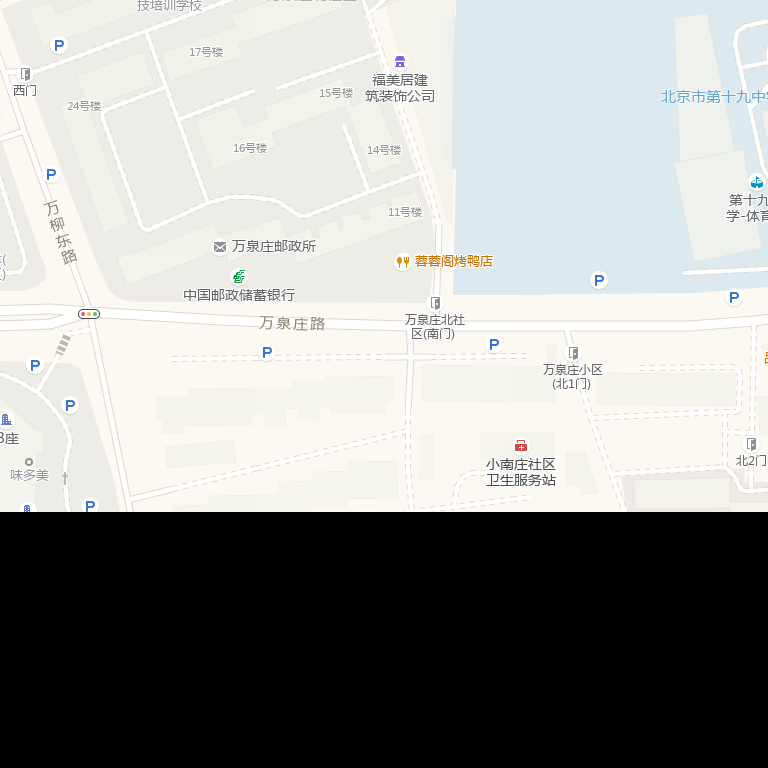 技培训学校
17号楼
福美居建
筑装饰公司
西门
15号楼
24号楼
北京市第十九中
16号楼
14号楼
第十九
学-体育
11号楼
万柳东路
万泉庄邮政所
蓉蓉阁烤鸭店
中国邮政储蓄银行
万泉庄路
万泉庄北社
区(南门)
万泉庄小区
(北1门)
B座
小南庄社区
卫生服务站
北2门
味多美
P
P
P
P
P
P
P
P
P